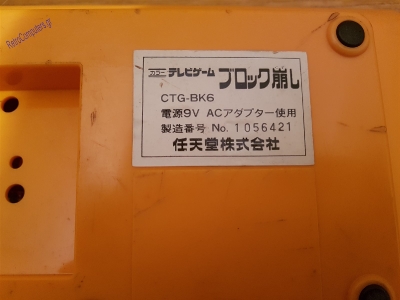 RetroComputers.gr
カラー テレビゲーム ブロック崩し
CTG-BK6
電源9V ACアダプター使用
製造番号 No. 1056421
任天堂株式会社